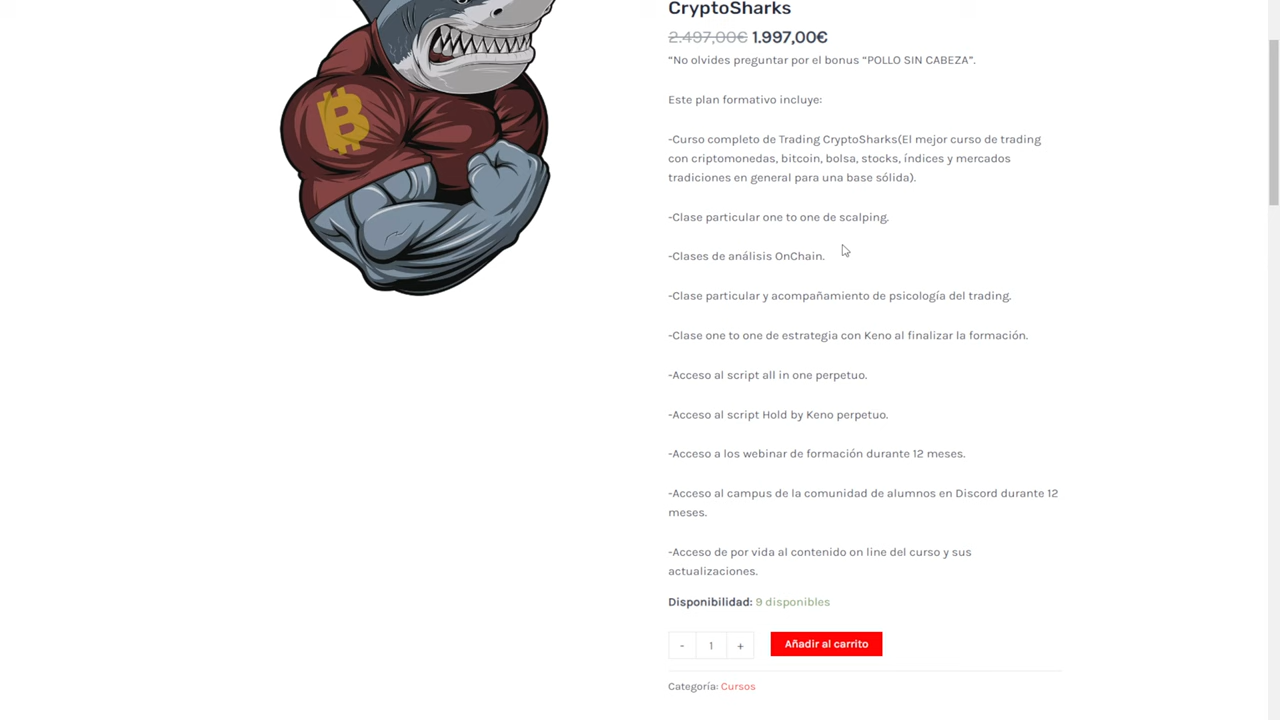 CryptoSharks
2.497,00€ 1.997,00€
“No olvides preguntar por el bonus “POLLO SIN CABEZA”.
Este plan formativo incluye:
-Curso completo de Trading CryptoSharks(El mejor curso de trading
con criptomonedas, bitcoin, bolsa, stocks, índices y mercados
tradiciones en general para una base sólida).
-Clase particular one to one de scalping.
-Clases de análisis OnChain.
-Clase particular y acompañamiento de psicología del trading.
-Clase one to one de estrategia con Keno al finalizar la formación.
-Acceso al script all in one perpetuo.
-Acceso al script Hold by Keno perpetuo.
-Acceso a los webinar de formación durante 12 meses.
-Acceso al campus de la comunidad de alumnos en Discord durante 12
meses.
-Acceso de por vida al contenido on line del curso y sus
actualizaciones.
Disponibilidad: 9 disponibles
- 1 + Añadir al carrito
Categoría: Cursos